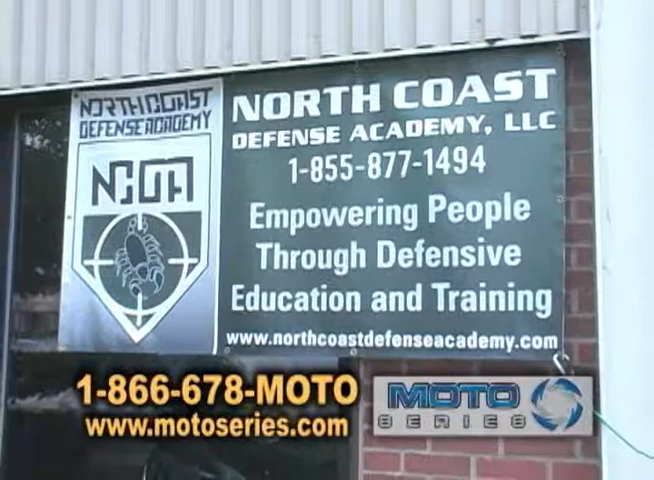 NORTH COAST
DEFENSE ACADEMY
NCDA
NORTH COAST
DEFENSE ACADEMY, LLC
1-855-877-1494
Empowering People
Through Defensive
Education and Training
www.northcoastdefenseacademy.com
1-866-678-MOTO
www.motoseries.com
MOTO
SERIES